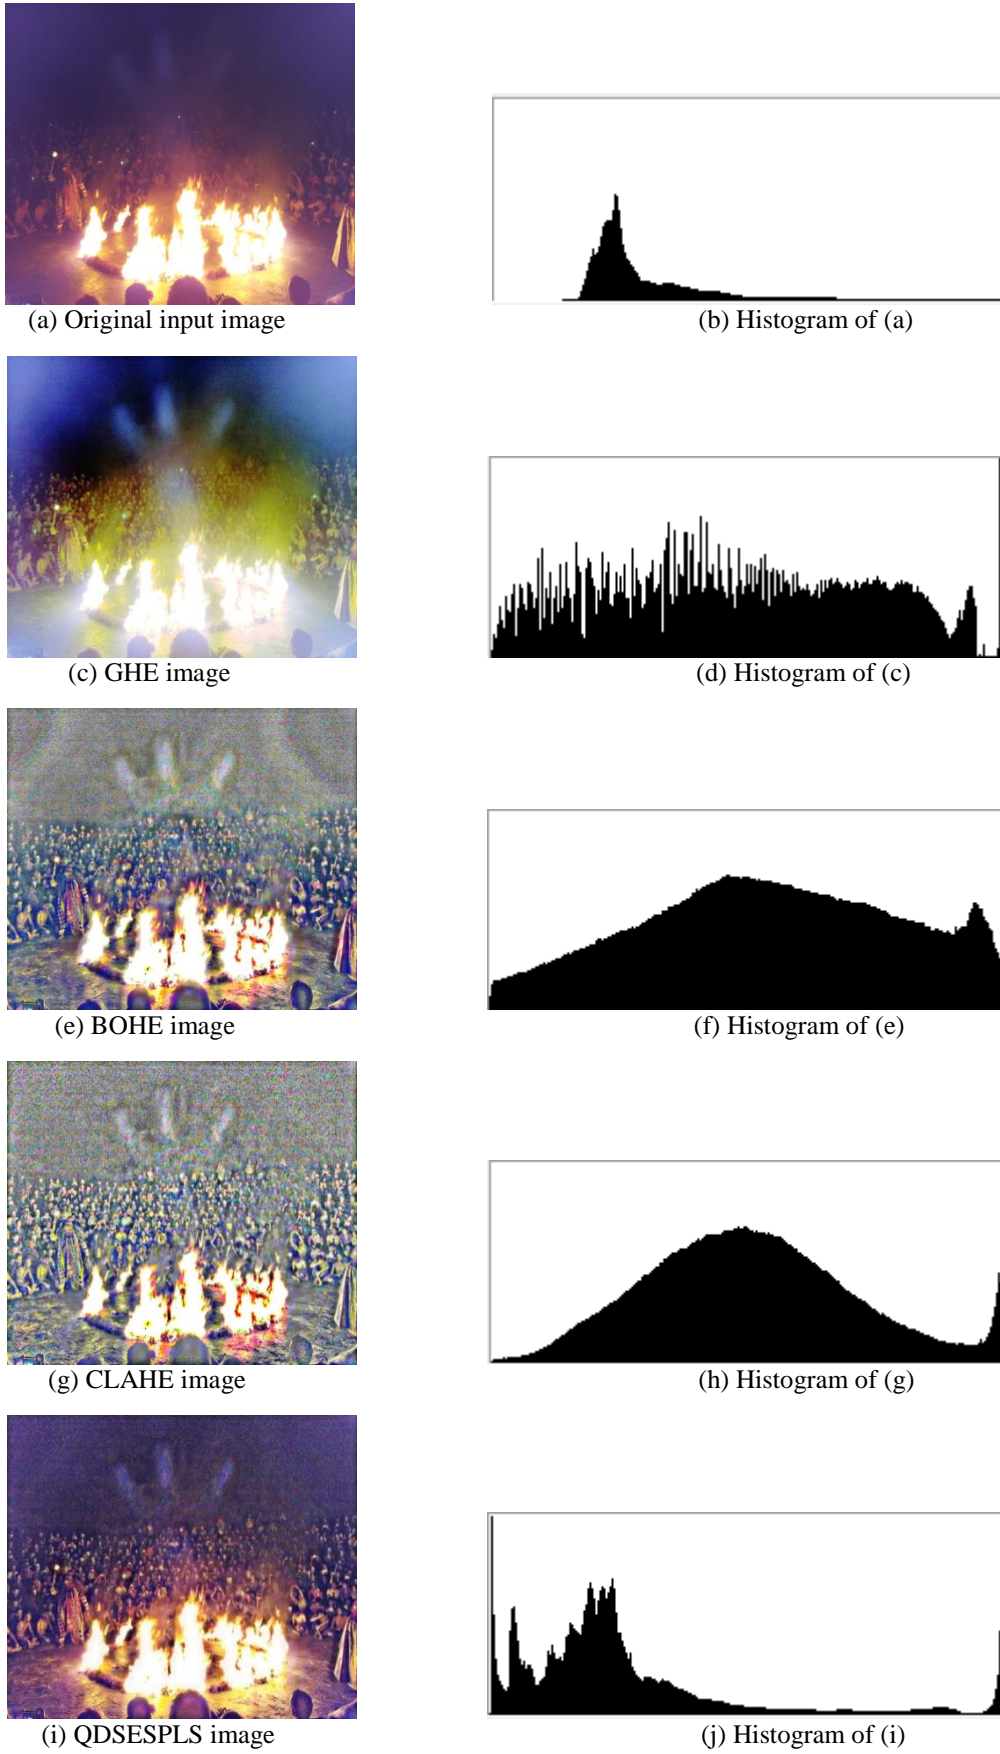 (a) Original input image
(b) Histogram of (a)
(c) GHE image
(d) Histogram of (c)
(e) BOHE image
(f) Histogram of (e)
(g) CLAHE image
(h) Histogram of (g)
(i) QDSESPLS image
(j) Histogram of (i)